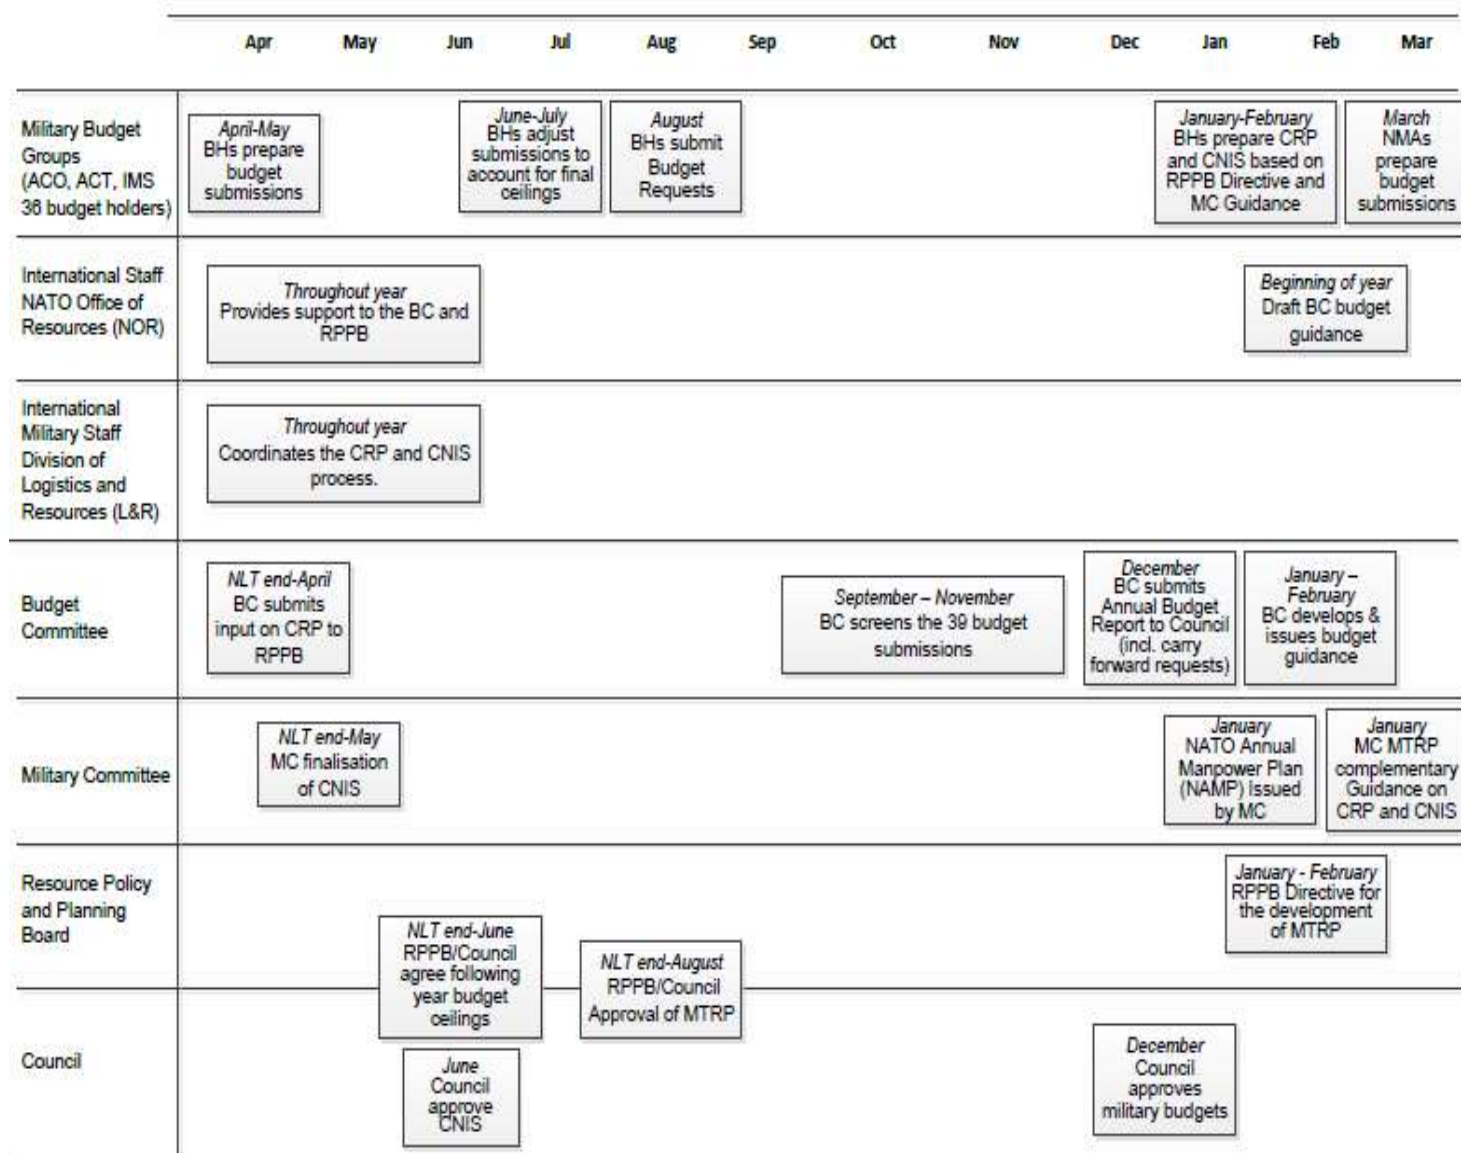 Apr May Jun Jul Aug Sep Oct Nov Dec Jan Feb Mar
Military Budget
Groups
(ACO, ACT, IMS
36 budget holders)
April-May
BHs prepare
budget
submissions
June-July
BHs adjust
submissions to
account for final
ceilings
August
BHs submit
Budget
Requests
January-February
BHs prepare CRP
and CNIS based on
RPPB Directive and
MC Guidance
March
NMAs
prepare
budget
submissions
International Staff
NATO Office of
Resources (NOR)
Throughout year
Provides support to the BC and
RPPB
Beginning of year
Draft BC budget
guidance
International
Military Staff
Division of
Logistics and
Resources (L&R)
Throughout year
Coordinates the CRP and CNIS
process.
Budget
Committee
NLT end-April
BC submits
input on CRP to
RPPB
September – November
BC screens the 39 budget
submissions
December
BC submits
Annual Budget
Report to Council
(incl. carry
forward requests)
January –
February
BC develops &
issues budget
guidance
Military Committee
NLT end-May
MC finalisation
of CNIS
January
NATO Annual
Manpower Plan
(NAMP) Issued
by MC
January
MC MTRP
complementary
Guidance on
CRP and CNIS
Resource Policy
and Planning
Board
NLT end-June
RPPB/Council
agree following
year budget
ceilings
NLT end-August
RPPB/Council
Approval of MTRP
January - February
RPPB Directive for
the development
of MTRP
Council
June
Council
approve
CNIS
December
Council
approves
military budgets